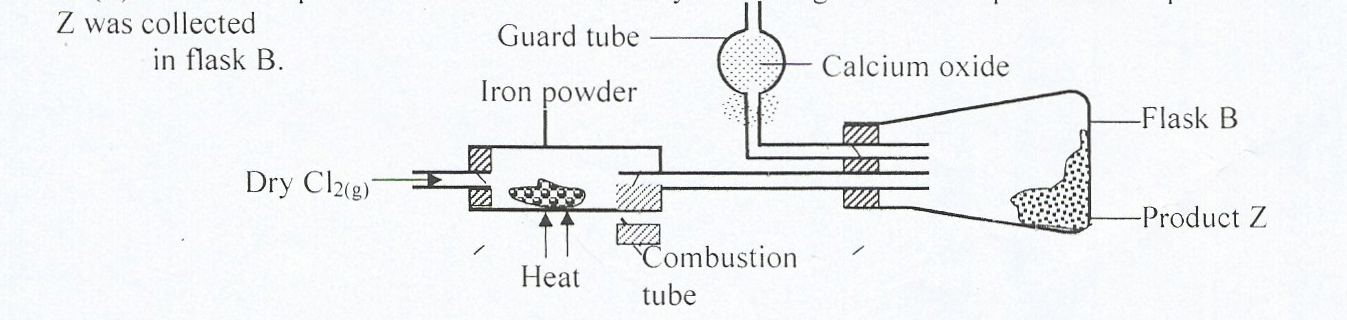 Z was collected
in flask B.
Guard tube
Calcium oxide
Iron powder
Flask B
Dry Cl2(g)
Product Z
Combustion
Heat
tube